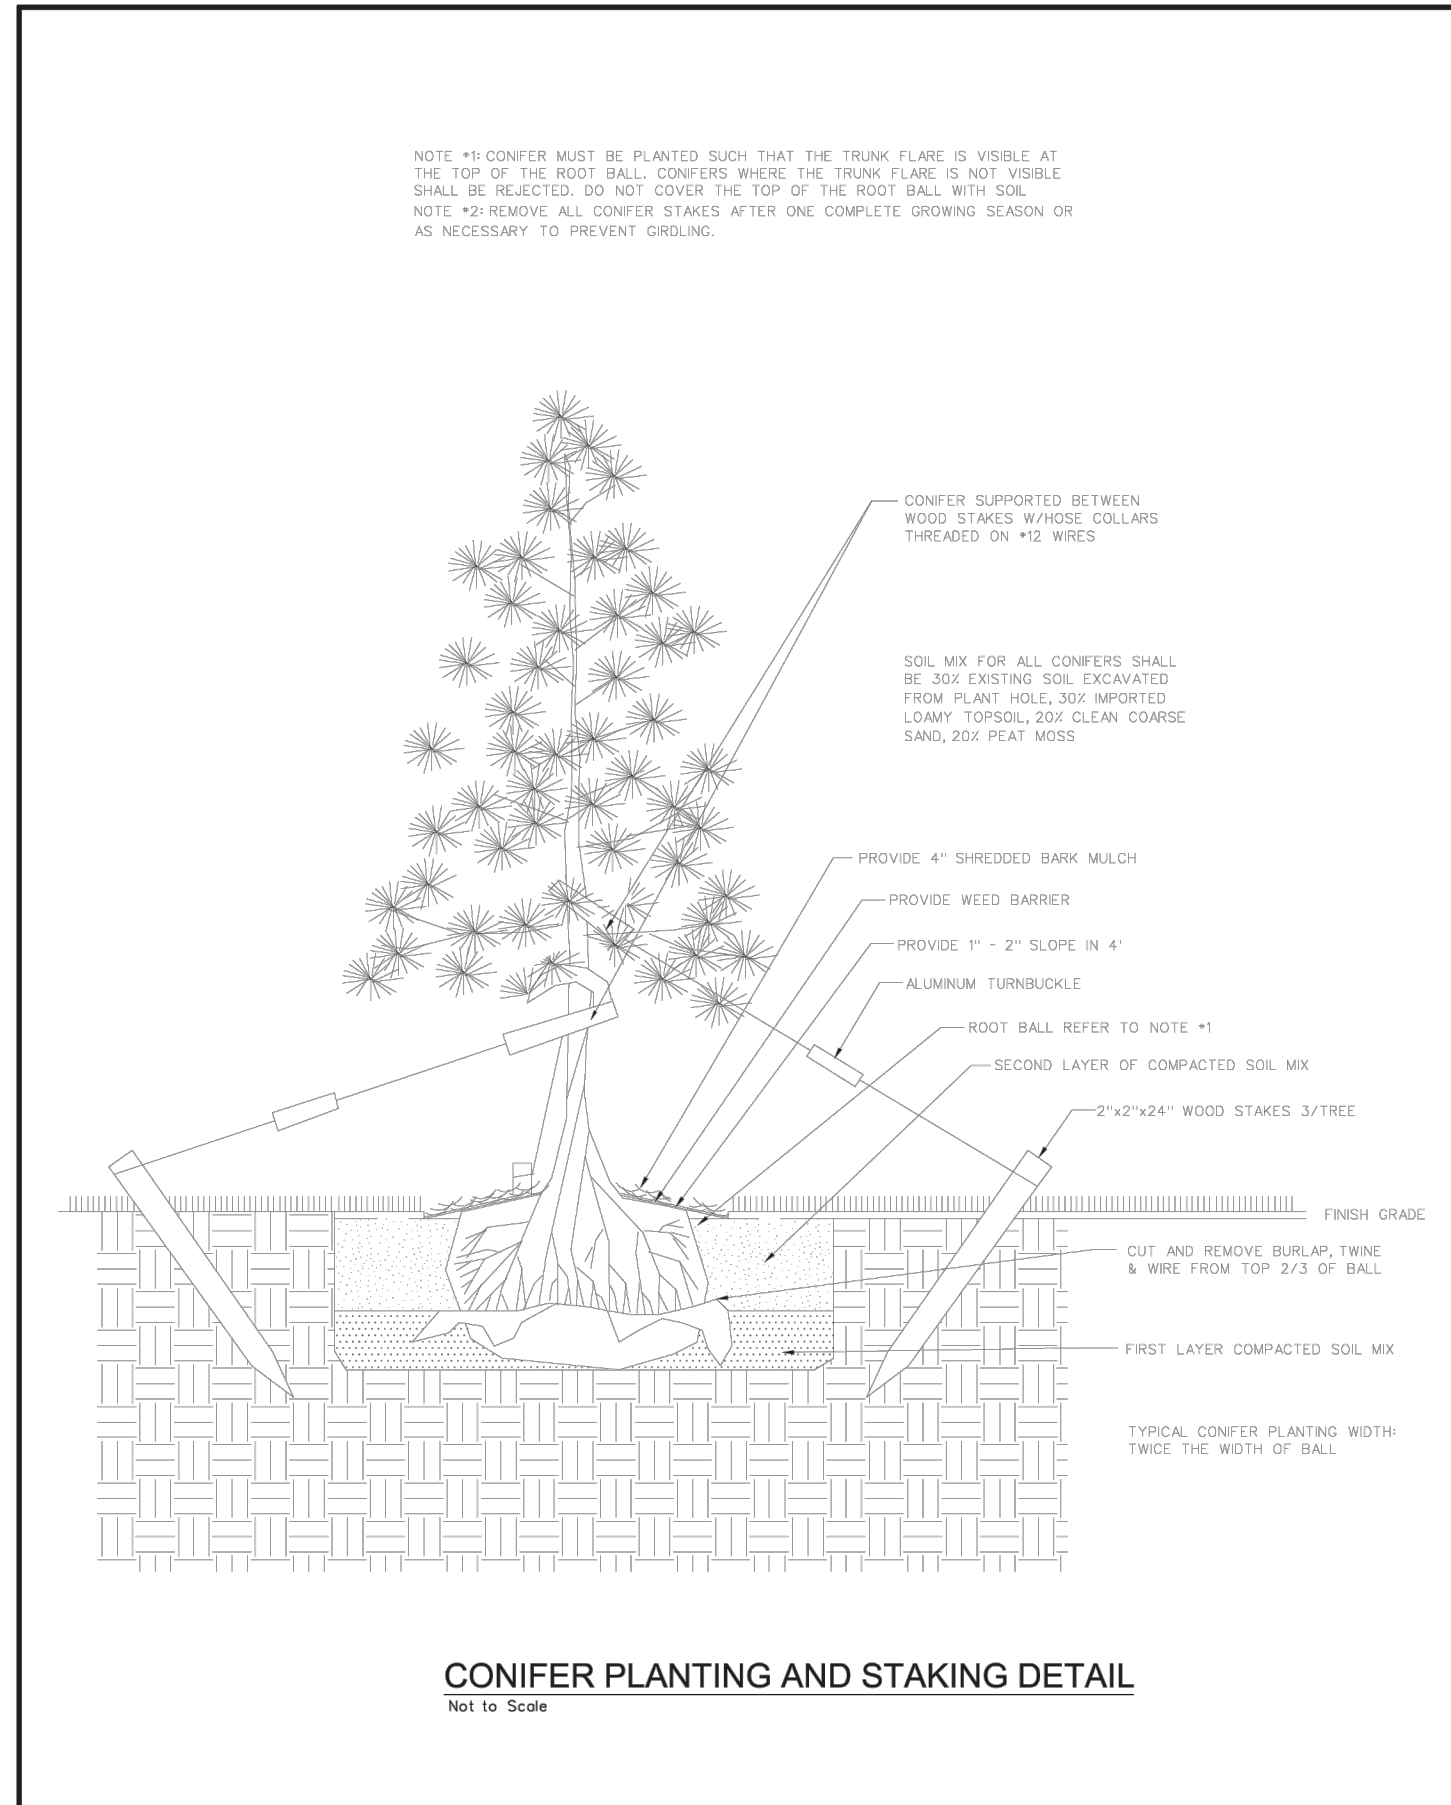 NOTE #1: CONIFER MUST BE PLANTED SUCH THAT THE TRUNK FLARE IS VISIBLE AT
THE TOP OF THE ROOT BALL. CONIFERS WHERE THE TRUNK FLARE IS NOT VISIBLE
SHALL BE REJECTED. DO NOT COVER THE TOP OF THE ROOT BALL WITH SOIL
NOTE #2: REMOVE ALL CONIFER STAKES AFTER ONE COMPLETE GROWING SEASON OR
AS NECESSARY TO PREVENT GIRDLING.
CONIFER SUPPORTED BETWEEN
WOOD STAKES W/HOSE COLLARS
THREADED ON #12 WIRES
SOIL MIX FOR ALL CONIFERS SHALL
BE 30% EXISTING SOIL EXCAVATED
FROM PLANT HOLE, 30% IMPORTED
LOAMY TOPSOIL, 20% CLEAN COARSE
SAND, 20% PEAT MOSS
PROVIDE 4" SHREDDED BARK MULCH
PROVIDE WEED BARRIER
PROVIDE 1" - 2" SLOPE IN 4'
ALUMINUM TURNBUCKLE
ROOT BALL REFER TO NOTE #1
SECOND LAYER OF COMPACTED SOIL MIX
2"x2"x24" WOOD STAKES 3/TREE
FINISH GRADE
CUT AND REMOVE BURLAP, TWINE
& WIRE FROM TOP 2/3 OF BALL
FIRST LAYER COMPACTED SOIL MIX
TYPICAL CONIFER PLANTING WIDTH:
TWICE THE WIDTH OF BALL
CONIFER PLANTING AND STAKING DETAIL
Not to Scale